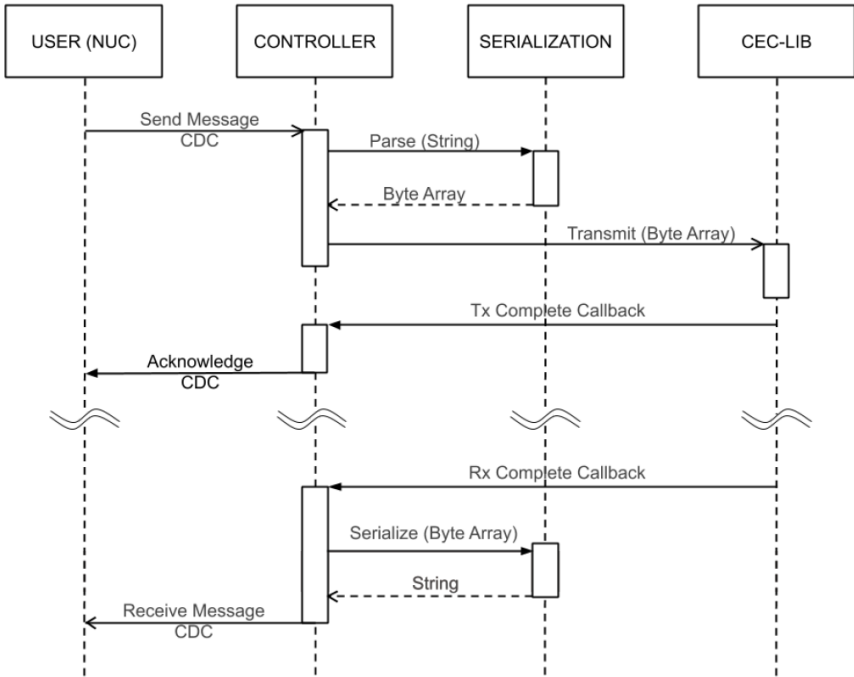 USER (NUC)
CONTROLLER
SERIALIZATION
CEC-LIB
Send Message
CDC
Parse (String)
Byte Array
Transmit (Byte Array)
Tx Complete Callback
Acknowledge
CDC
Rx Complete Callback
Serialize (Byte Array)
String
Receive Message
CDC